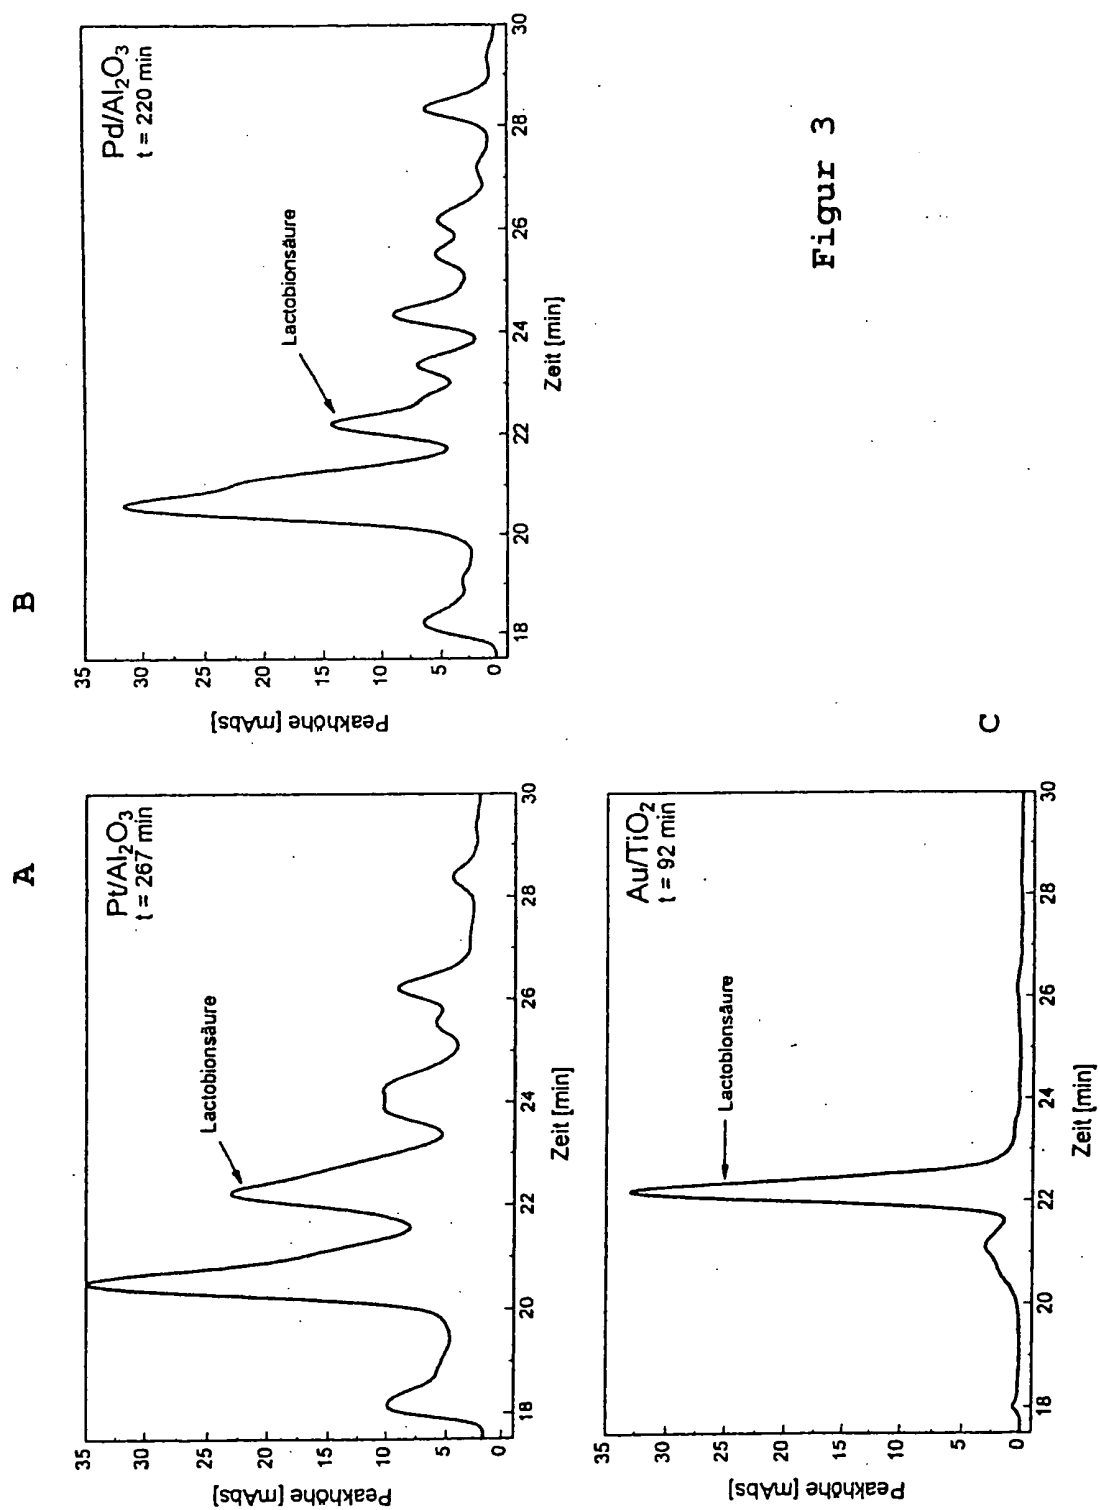 A
Pt/Al2O3
t = 267 min
Lactobionsäure
Peakhöhe [mAbs]
35
30
25
20
15
10
5
0
18
20
22
24
26
28
30
Zeit [min]
B
Pd/Al2O3
t = 220 min
Lactobionsäure
Peakhöhe [mAbs]
35
30
25
20
15
10
5
0
18
20
22
24
26
28
30
Zeit [min]
C
Au/TiO2
t = 92 min
Lactobionsäure
Peakhöhe [mAbs]
35
30
25
20
15
10
5
0
18
20
22
24
26
28
30
Zeit [min]
Figur 3